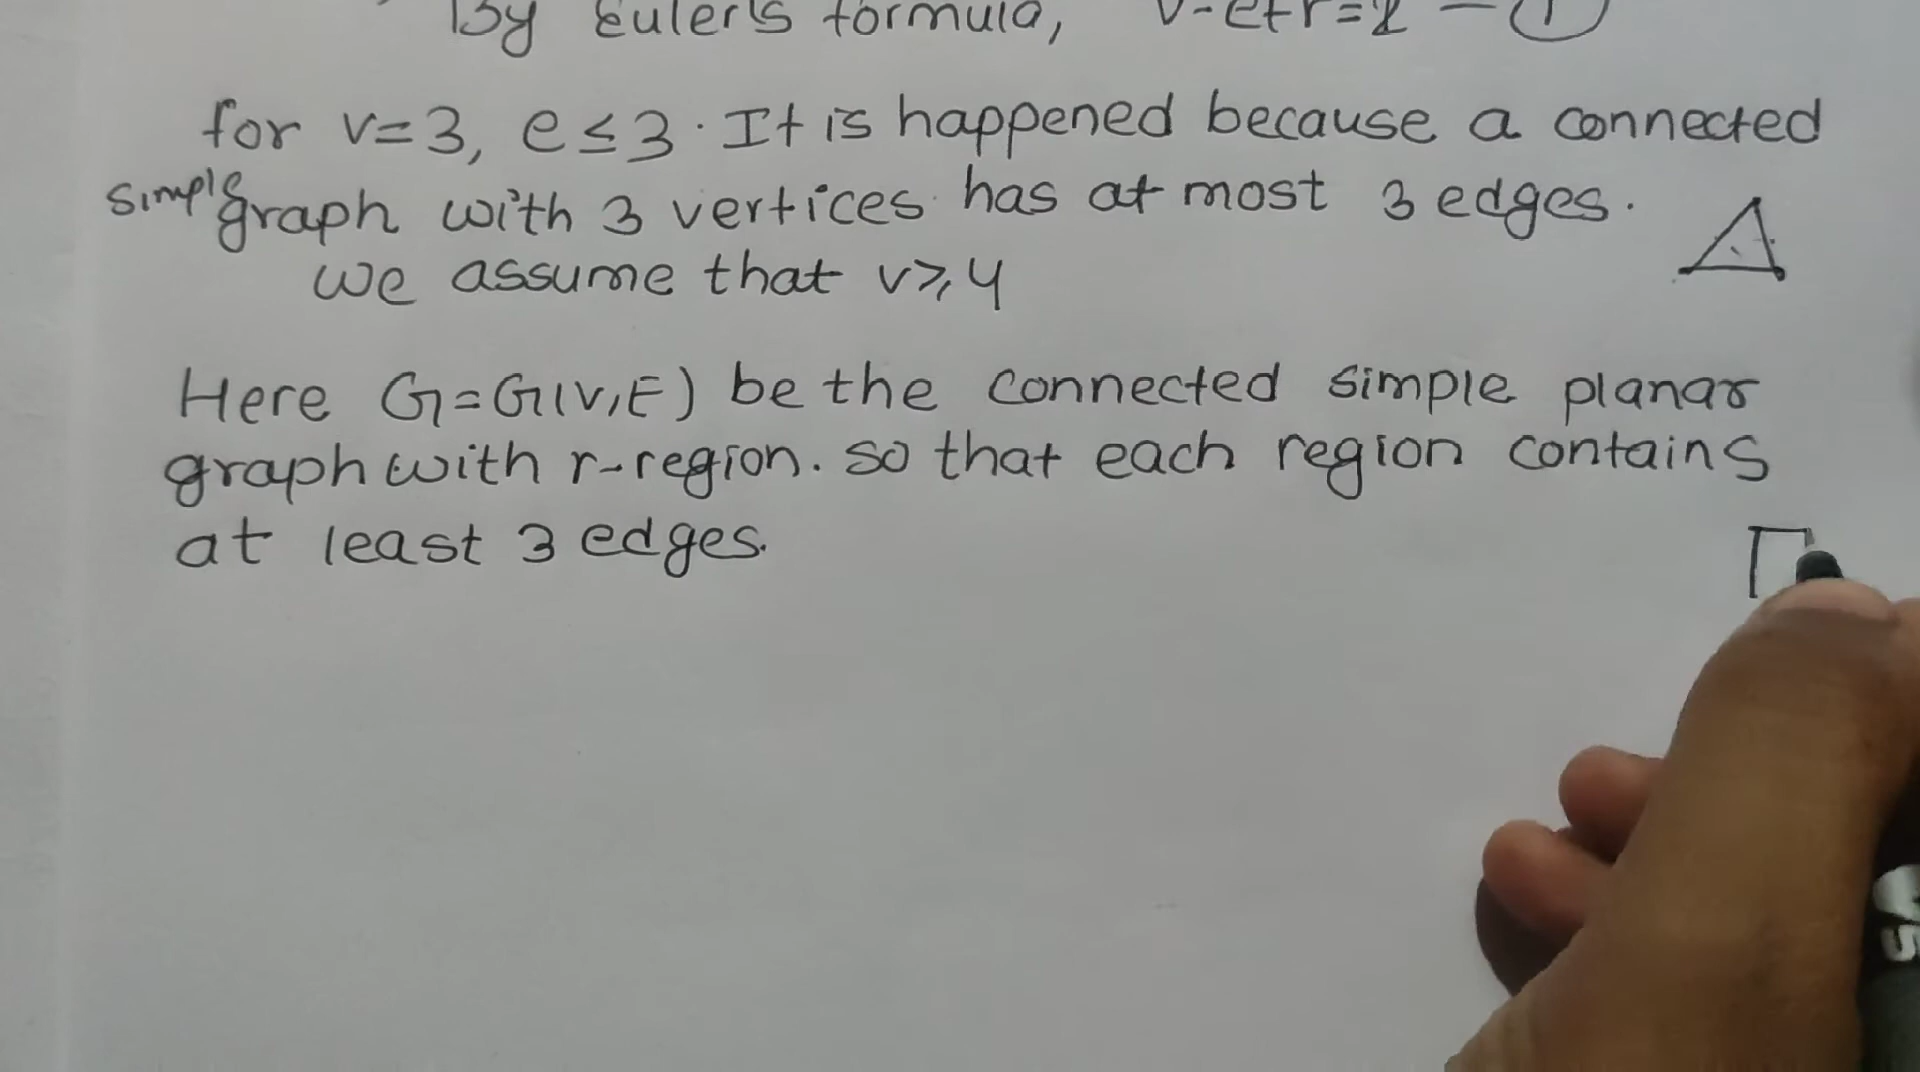 By Euler's formula, v-e+r=2 - ①
for v=3, e≤3. It is happened because a connected
simple graph with 3 vertices has at most 3 edges.
we assume that v≥4
Here G=G(V,E) be the connected simple planar
graph with r-region. so that each region contains
at least 3 edges.